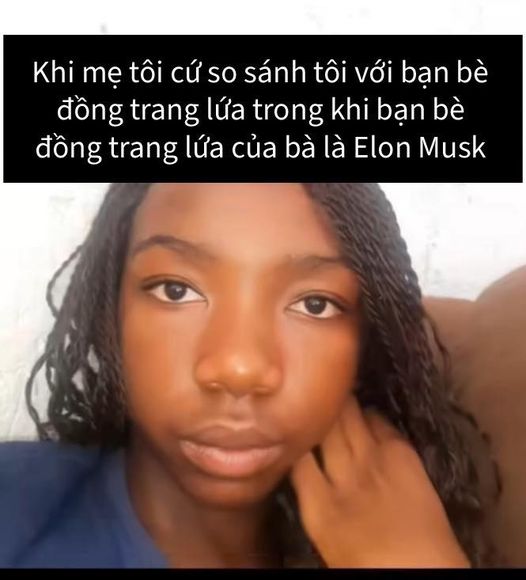 Khi mẹ tôi cứ so sánh tôi với bạn bè
đồng trang lứa trong khi bạn bè
đồng trang lứa của bà là Elon Musk